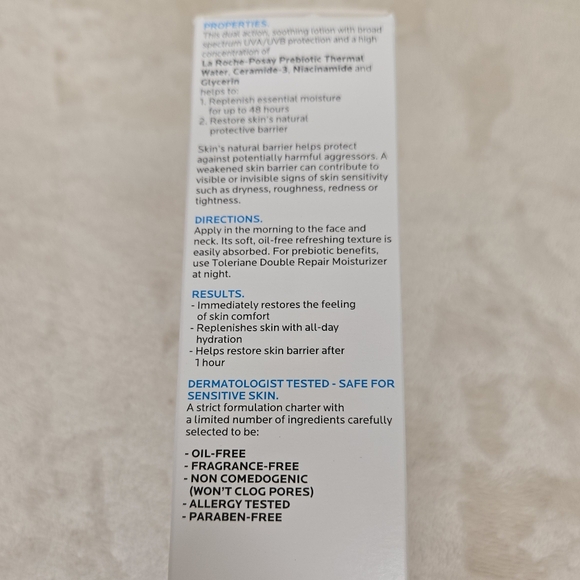 PROPERTIES.
This dual action, soothing lotion with broad
spectrum UVA/UVB protection and a high
concentration of
La Roche-Posay Prebiotic Thermal
Water, Ceramide-3, Niacinamide and
Glycerin
helps to:
1. Replenish essential moisture
for up to 48 hours
2. Restore skin's natural
protective barrier
Skin's natural barrier helps protect
against potentially harmful aggressors. A
weakened skin barrier can contribute to
visible or invisible signs of skin sensitivity
such as dryness, roughness, redness or
tightness.
DIRECTIONS.
Apply in the morning to the face and
neck. Its soft, oil-free refreshing texture is
easily absorbed. For prebiotic benefits,
use Toleriane Double Repair Moisturizer
at night.
RESULTS.
- Immediately restores the feeling
of skin comfort
- Replenishes skin with all-day
hydration
- Helps restore skin barrier after
1 hour
DERMATOLOGIST TESTED - SAFE FOR
SENSITIVE SKIN.
A strict formulation charter with
a limited number of ingredients carefully
selected to be:
- OIL-FREE
- FRAGRANCE-FREE
- NON COMEDOGENIC
(WON'T CLOG PORES)
- ALLERGY TESTED
- PARABEN-FREE